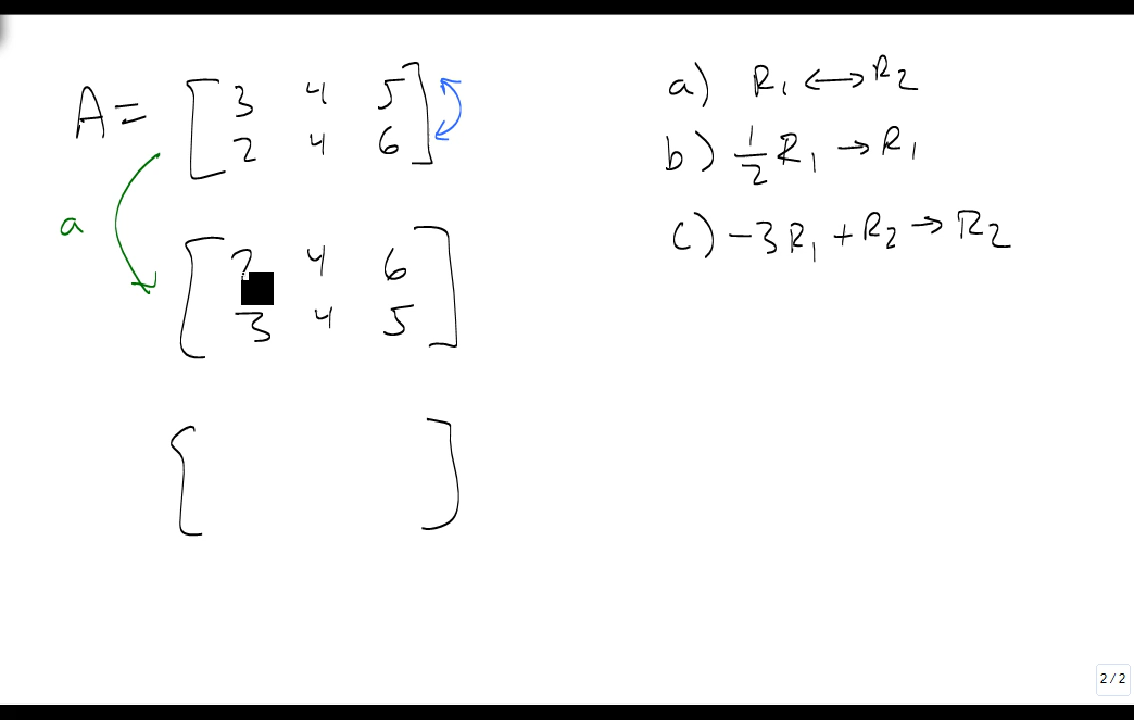 A = [ 3 4 5
2 4 6 ]
a
[ 2 4 6
3 4 5 ]
[ ]
a) R₁ ⟷ R₂
b) 1/2 R₁ → R₁
c) -3R₁ + R₂ → R₂
2 / 2